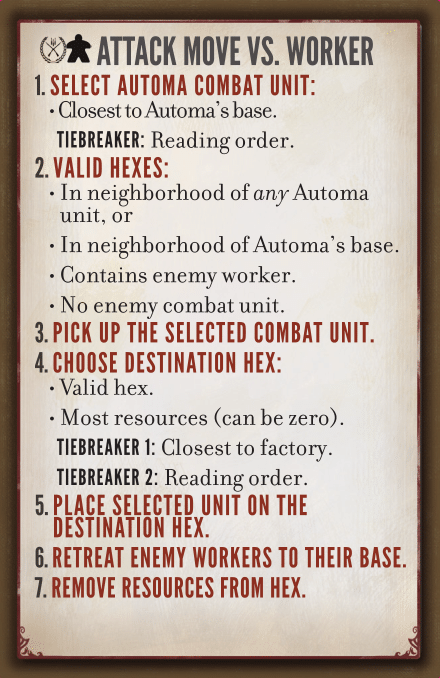 ATTACK MOVE VS. WORKER
1. SELECT AUTOMA COMBAT UNIT:
• Closest to Automa's base.
TIEBREAKER: Reading order.
2. VALID HEXES:
• In neighborhood of any Automa
unit, or
• In neighborhood of Automa's base.
• Contains enemy worker.
• No enemy combat unit.
3. PICK UP THE SELECTED COMBAT UNIT.
4. CHOOSE DESTINATION HEX:
• Valid hex.
• Most resources (can be zero).
TIEBREAKER 1: Closest to factory.
TIEBREAKER 2: Reading order.
5. PLACE SELECTED UNIT ON THE
DESTINATION HEX.
6. RETREAT ENEMY WORKERS TO THEIR BASE.
7. REMOVE RESOURCES FROM HEX.